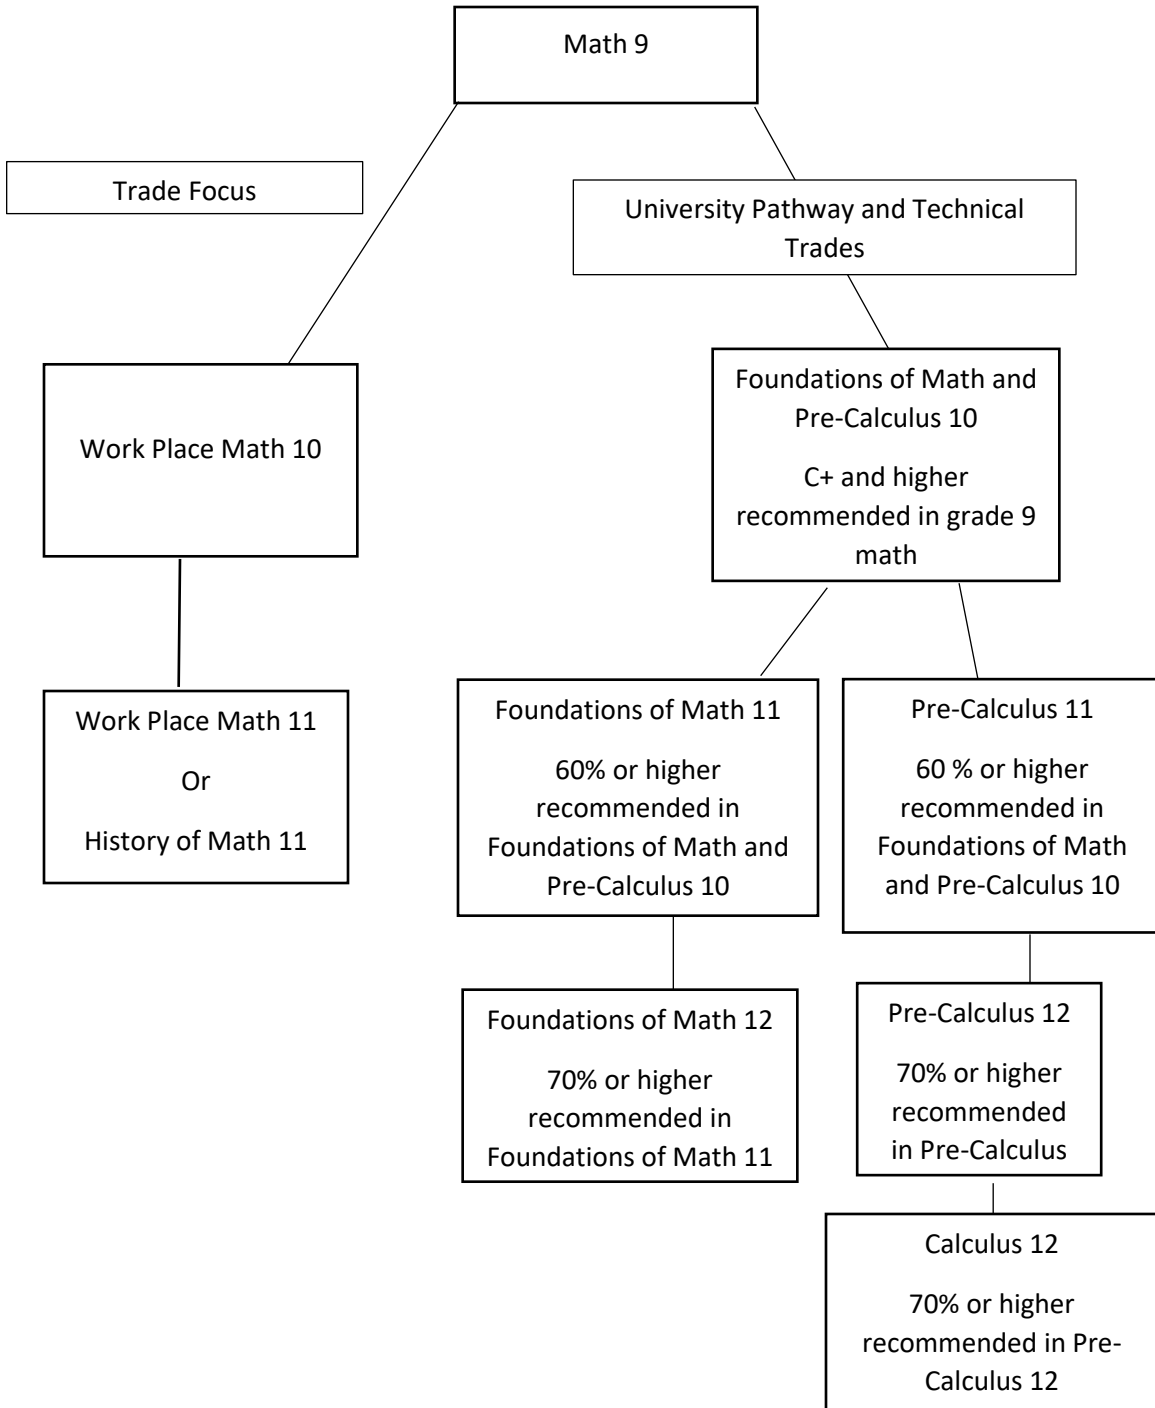 Math 9
Trade Focus
University Pathway and Technical
Trades
Work Place Math 10
Foundations of Math and
Pre-Calculus 10
C+ and higher
recommended in grade 9
math
Work Place Math 11
Or
History of Math 11
Foundations of Math 11
60% or higher
recommended in
Foundations of Math and
Pre-Calculus 10
Pre-Calculus 11
60 % or higher
recommended in
Foundations of Math
and Pre-Calculus 10
Foundations of Math 12
70% or higher
recommended in
Foundations of Math 11
Pre-Calculus 12
70% or higher
recommended
in Pre-Calculus
Calculus 12
70% or higher
recommended in Pre-
Calculus 12